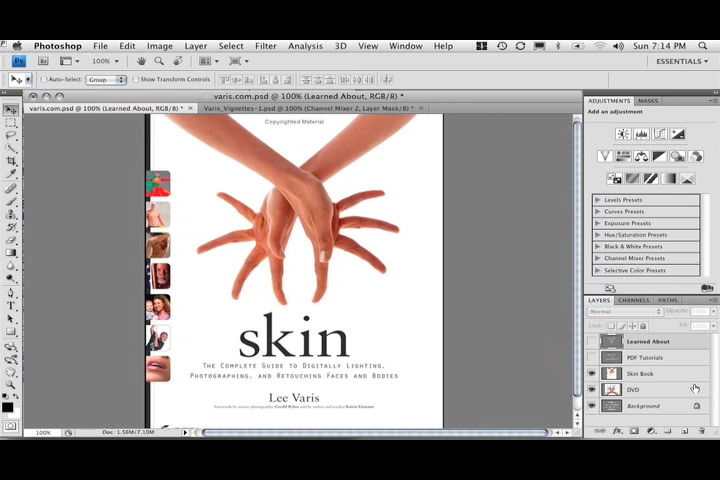 Photoshop File Edit Image Layer Select Filter Analysis 3D View Window Help Sun 7:14 PM
100% ESSENTIALS
Auto-Select: Group Show Transform Controls
varis.com.psd @ 100% (Learned About, RGB/8) *
varis.com.psd @ 100% (Learned About, RGB/8) * Varis_Vignettes-1.psd @ 100% (Channel Mixer 2, Layer Mask/8) *
Copyrighted Material
skin
The Complete Guide to Digitally Lighting,
Photographing, and Retouching Faces and Bodies
Lee Varis
100% Doc: 1.56M/7.10M
ADJUSTMENTS MASKS
Add an adjustment
Levels Presets
Curves Presets
Exposure Presets
Hue/Saturation Presets
Black & White Presets
Channel Mixer Presets
Selective Color Presets
LAYERS CHANNELS PATHS
Normal Opacity:
Lock: Fill:
Learned About
PDF Tutorials
Skin Book
DVD
Background